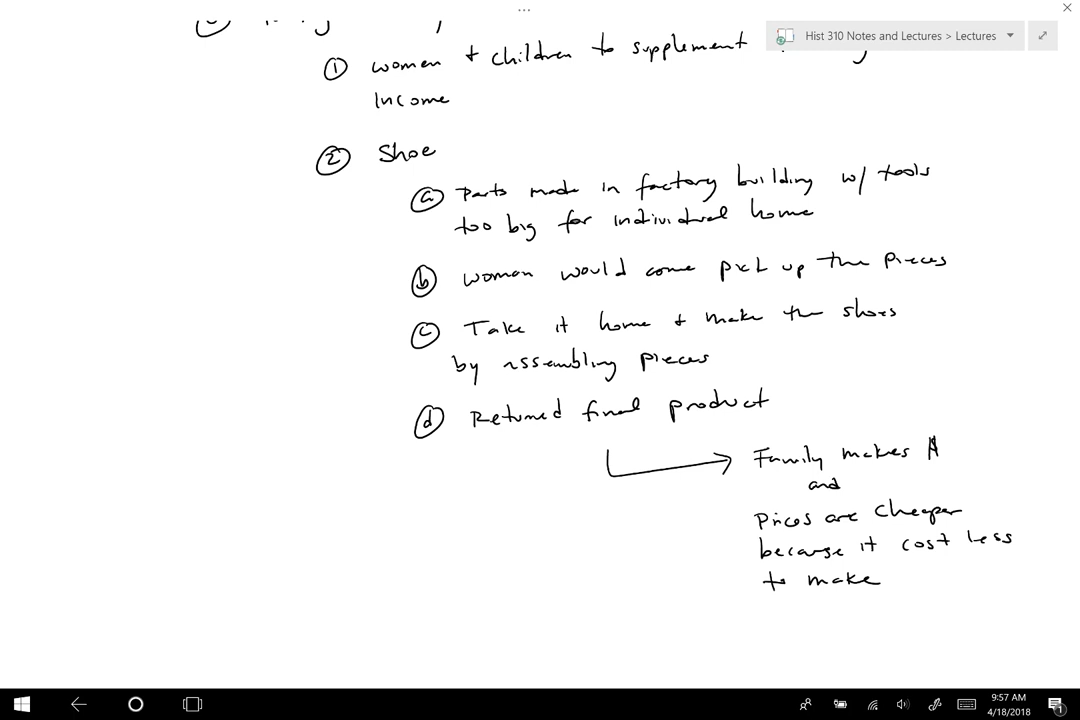 Hist 310 Notes and Lectures > Lectures
① women + children to supplement
Income
② Shoe
ⓐ Parts made in factory building w/ tools
too big for individual home
ⓑ women would come pick up the pieces
ⓒ Take it home + make the shoes
by assembling pieces
ⓓ Returned final product
Family makes $
and
Prices are cheaper
because it cost less
to make
9:57 AM
4/18/2018
1